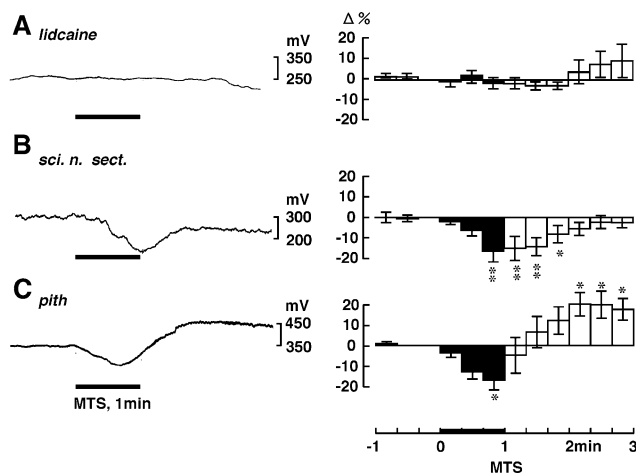 A lidcaine
Δ %
mV
350
250
20
10
0
-10
-20
B sci. n. sect.
mV
300
200
20
10
0
-10
-20
** ** ** *
C pith
mV
450
350
20
10
0
-10
-20
* * * *
MTS, 1min
-1 0 1 2min 3
MTS